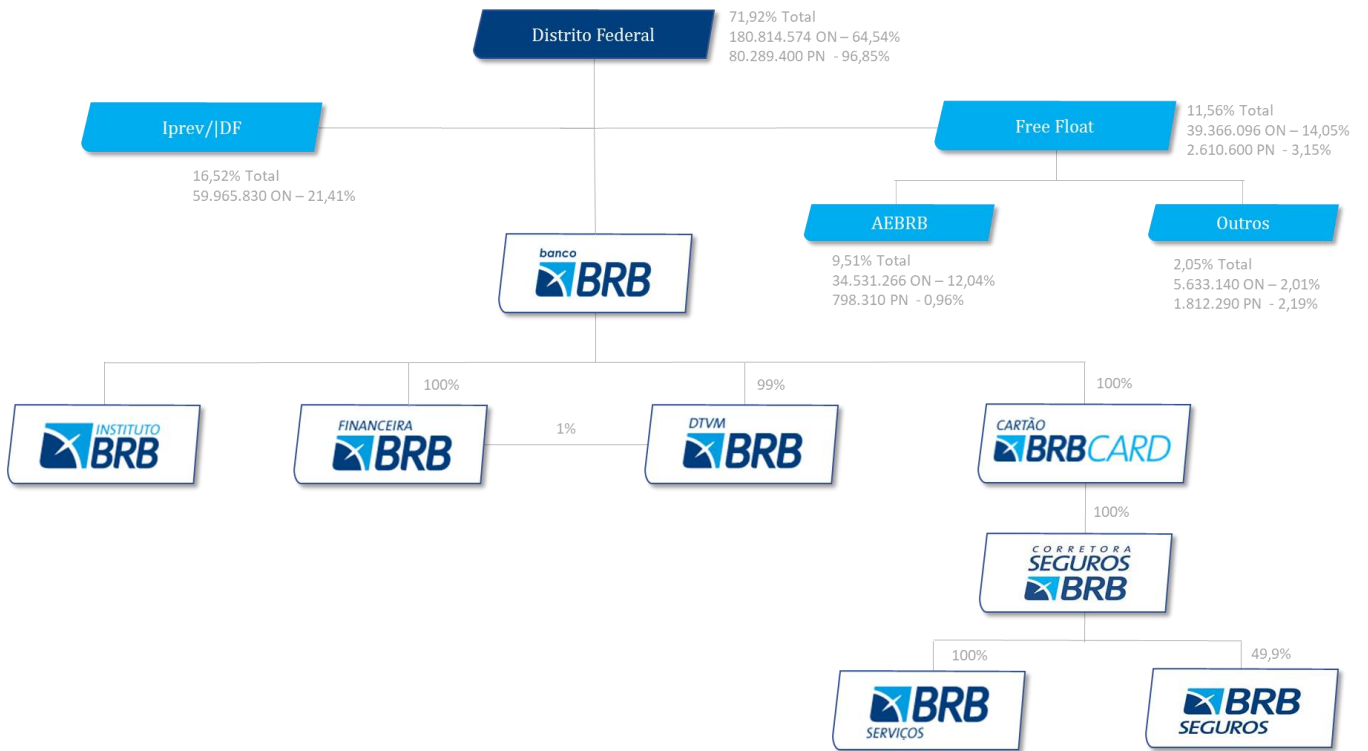 Distrito Federal
71,92% Total
180.814.574 ON – 64,54%
80.289.400 PN - 96,85%
Iprev/|DF
16,52% Total
59.965.830 ON – 21,41%
Free Float
11,56% Total
39.366.096 ON – 14,05%
2.610.600 PN - 3,15%
AEBRB
9,51% Total
34.531.266 ON – 12,04%
798.310 PN - 0,96%
Outros
2,05% Total
5.633.140 ON – 2,01%
1.812.290 PN - 2,19%
banco
BRB
100%
99%
100%
INSTITUTO
BRB
FINANCEIRA
BRB
1%
DTVM
BRB
CARTÃO
BRBCARD
100%
CORRETORA
SEGUROS
BRB
100%
49,9%
BRB
SERVIÇOS
BRB
SEGUROS